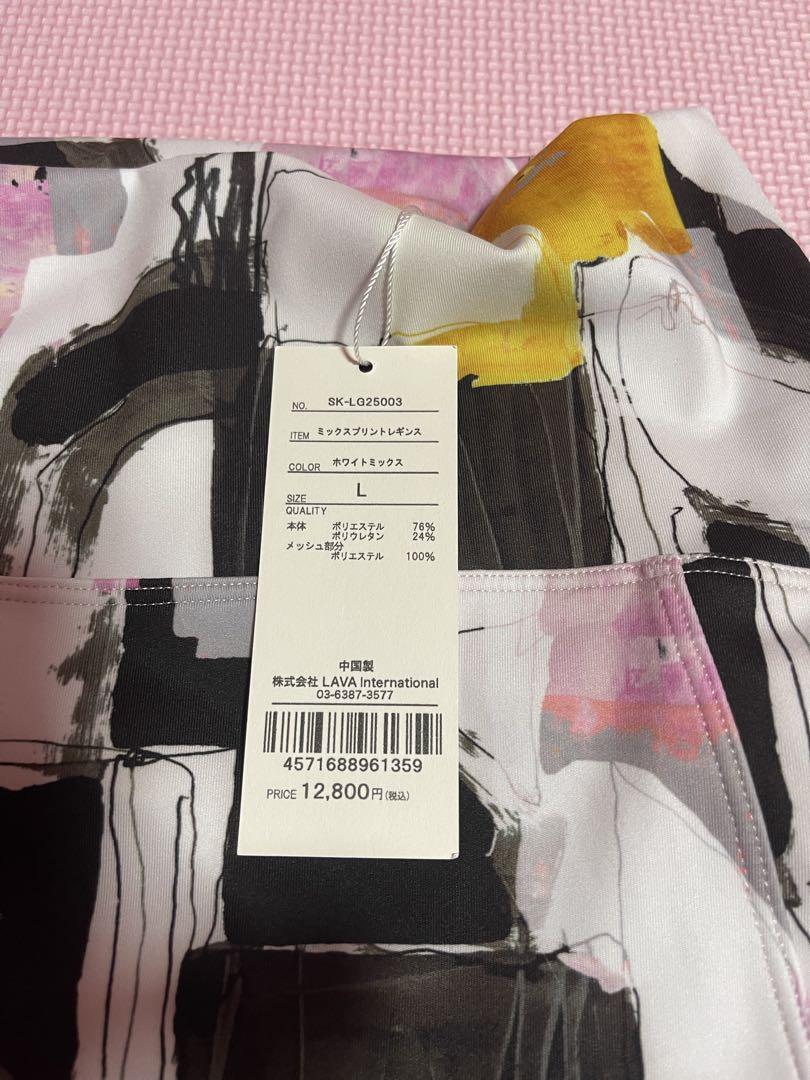 NO. SK-LG25003
ITEM ミックスプリントレギンス
COLOR ホワイトミックス
SIZE L
QUALITY
本体 ポリエステル 76%
ポリウレタン 24%
メッシュ部分
ポリエステル 100%
中国製
株式会社 LAVA International
03-6387-3577
4571688961359
PRICE 12,800円(税込)